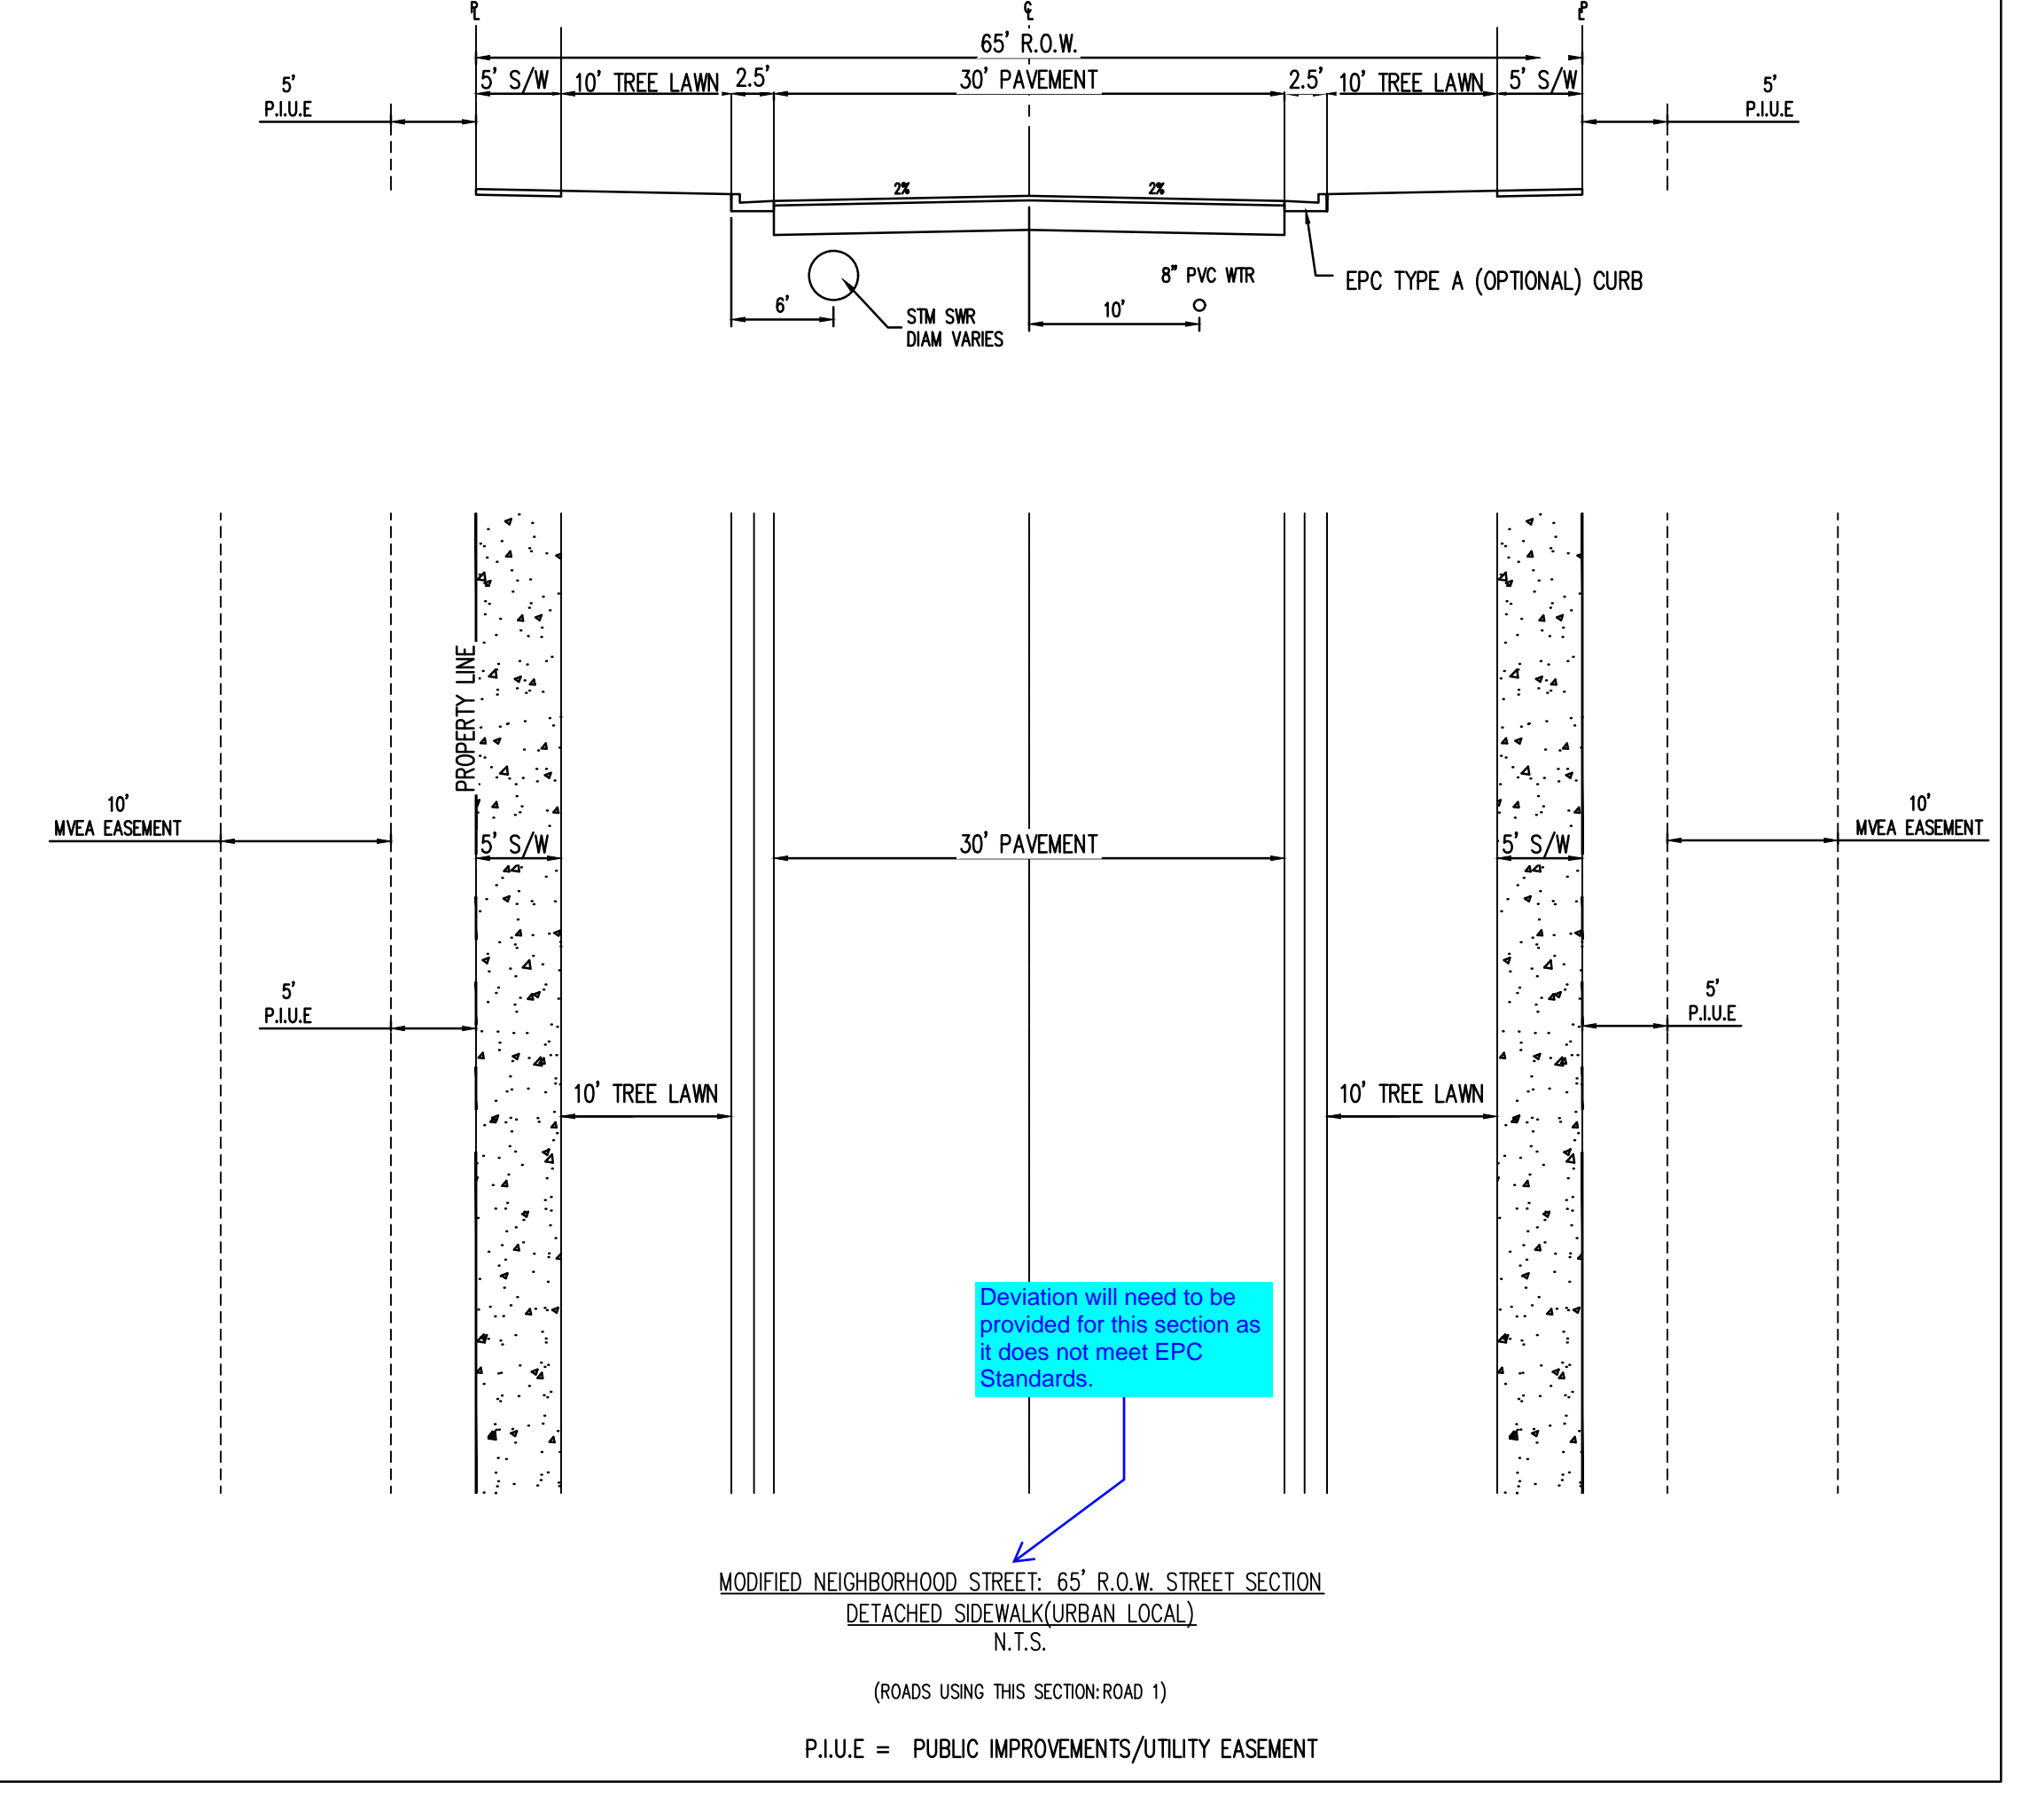 PL
CL
PL
65' R.O.W.
5' S/W
10' TREE LAWN
2.5'
30' PAVEMENT
2.5'
10' TREE LAWN
5' S/W
5'
P.I.U.E
5'
P.I.U.E
2%
2%
8" PVC WTR
EPC TYPE A (OPTIONAL) CURB
6'
10'
STM SWR
DIAM VARIES
PROPERTY LINE
10'
MVEA EASEMENT
10'
MVEA EASEMENT
5' S/W
30' PAVEMENT
5' S/W
5'
P.I.U.E
5'
P.I.U.E
10' TREE LAWN
10' TREE LAWN
Deviation will need to be
provided for this section as
it does not meet EPC
Standards.
MODIFIED NEIGHBORHOOD STREET: 65' R.O.W. STREET SECTION
DETACHED SIDEWALK(URBAN LOCAL)
N.T.S.
(ROADS USING THIS SECTION: ROAD 1)
P.I.U.E = PUBLIC IMPROVEMENTS/UTILITY EASEMENT